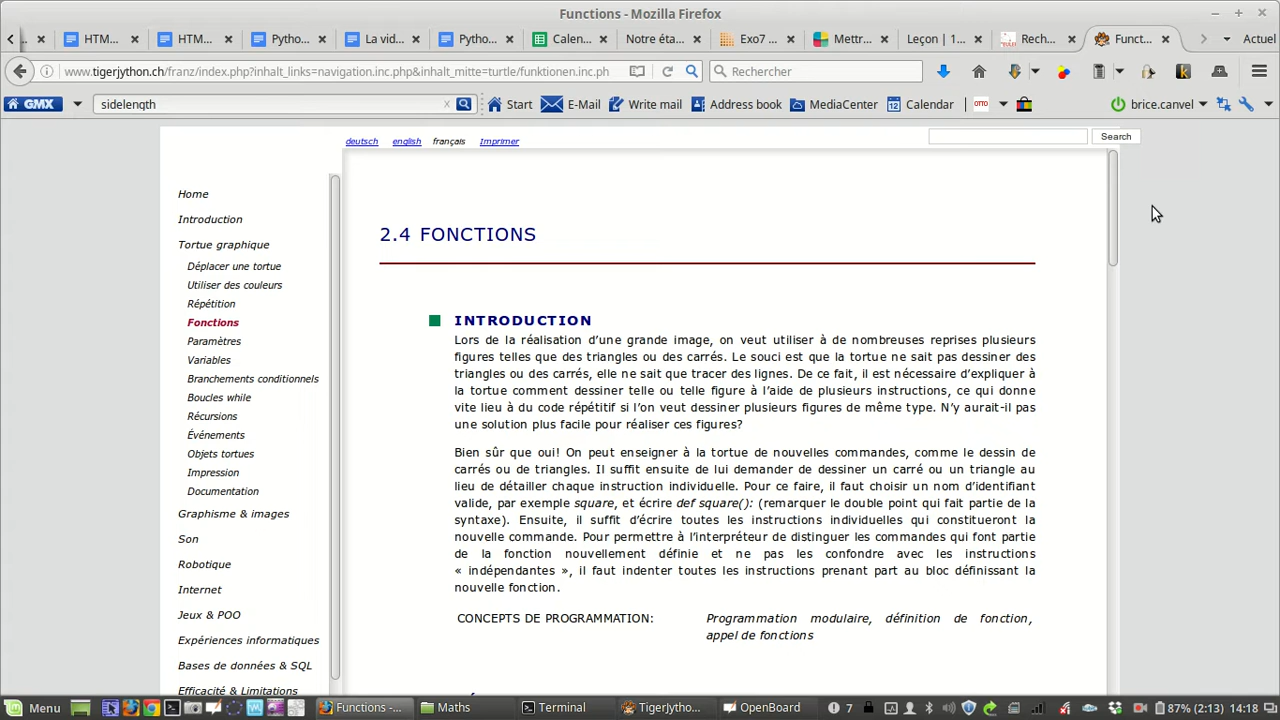 Functions - Mozilla Firefox
HTM...
HTM...
Pytho...
La vid...
Pytho...
Calen...
Notre éta...
Exo7 ...
Mettr...
Leçon | 1...
Rech...
Funct...
Actuel
www.tigerjython.ch/franz/index.php?inhalt_links=navigation.inc.php&inhalt_mitte=turtle/funktionen.inc.ph
Rechercher
GMX
sidelength
Start
E-Mail
Write mail
Address book
MediaCenter
Calendar
OTTO
brice.canvel
deutsch english français Imprimer
Search
Home
Introduction
Tortue graphique
Déplacer une tortue
Utiliser des couleurs
Répétition
Fonctions
Paramètres
Variables
Branchements conditionnels
Boucles while
Récursions
Événements
Objets tortues
Impression
Documentation
Graphisme & images
Son
Robotique
Internet
Jeux & POO
Expériences informatiques
Bases de données & SQL
Efficacité & Limitations
2.4 FONCTIONS
INTRODUCTION
Lors de la réalisation d’une grande image, on veut utiliser à de nombreuses reprises plusieurs
figures telles que des triangles ou des carrés. Le souci est que la tortue ne sait pas dessiner des
triangles ou des carrés, elle ne sait que tracer des lignes. De ce fait, il est nécessaire d’expliquer à
la tortue comment dessiner telle ou telle figure à l’aide de plusieurs instructions, ce qui donne
vite lieu à du code répétitif si l’on veut dessiner plusieurs figures de même type. N’y aurait-il pas
une solution plus facile pour réaliser ces figures?
Bien sûr que oui! On peut enseigner à la tortue de nouvelles commandes, comme le dessin de
carrés ou de triangles. Il suffit ensuite de lui demander de dessiner un carré ou un triangle au
lieu de détailler chaque instruction individuelle. Pour ce faire, il faut choisir un nom d’identifiant
valide, par exemple square, et écrire def square(): (remarquer le double point qui fait partie de la
syntaxe). Ensuite, il suffit d’écrire toutes les instructions individuelles qui constitueront la
nouvelle commande. Pour permettre à l’interpréteur de distinguer les commandes qui font partie
de la fonction nouvellement définie et ne pas les confondre avec les instructions
« indépendantes », il faut indenter toutes les instructions prenant part au bloc définissant la
nouvelle fonction.
CONCEPTS DE PROGRAMMATION:
Programmation modulaire, définition de fonction,
appel de fonctions
Menu
Functions -...
Maths
Terminal
TigerJytho...
OpenBoard
7
87% (2:13)
14:18